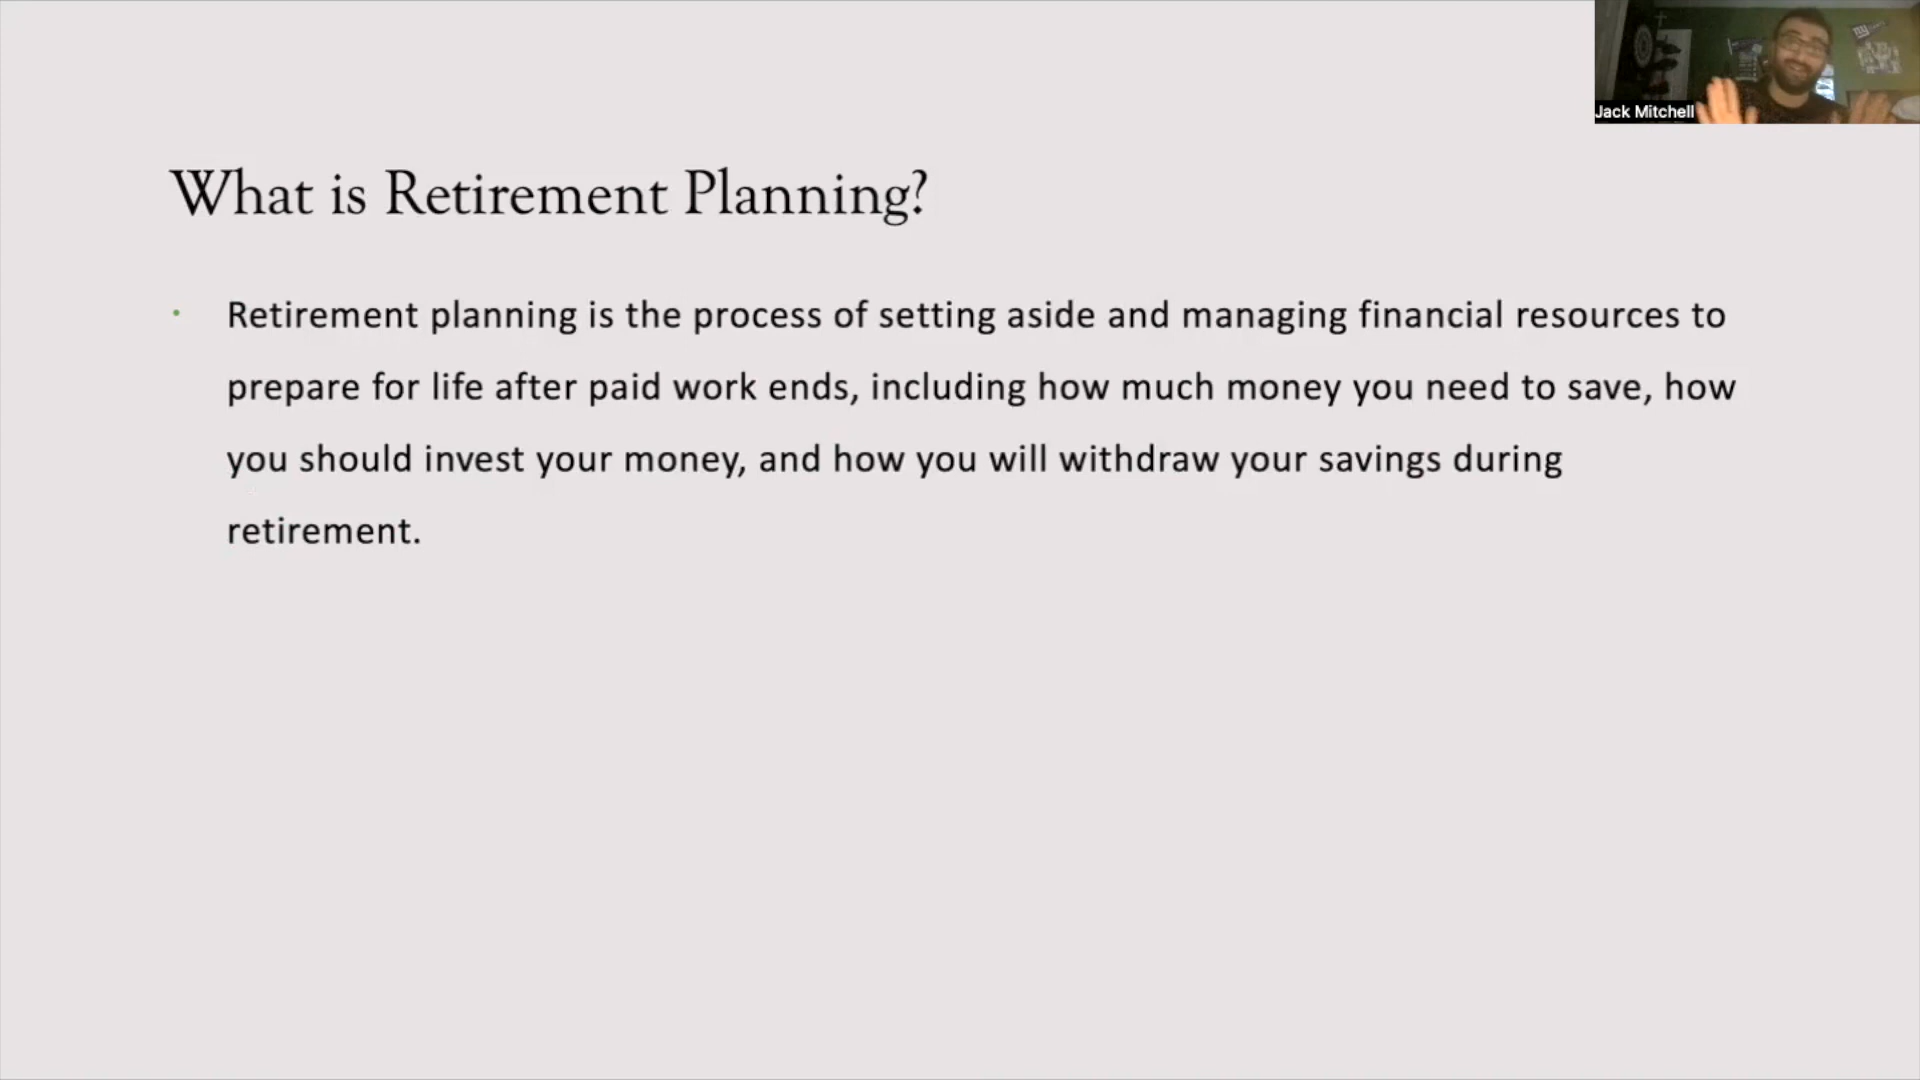 Jack Mitchell
What is Retirement Planning?
• Retirement planning is the process of setting aside and managing financial resources to
prepare for life after paid work ends, including how much money you need to save, how
you should invest your money, and how you will withdraw your savings during
retirement.